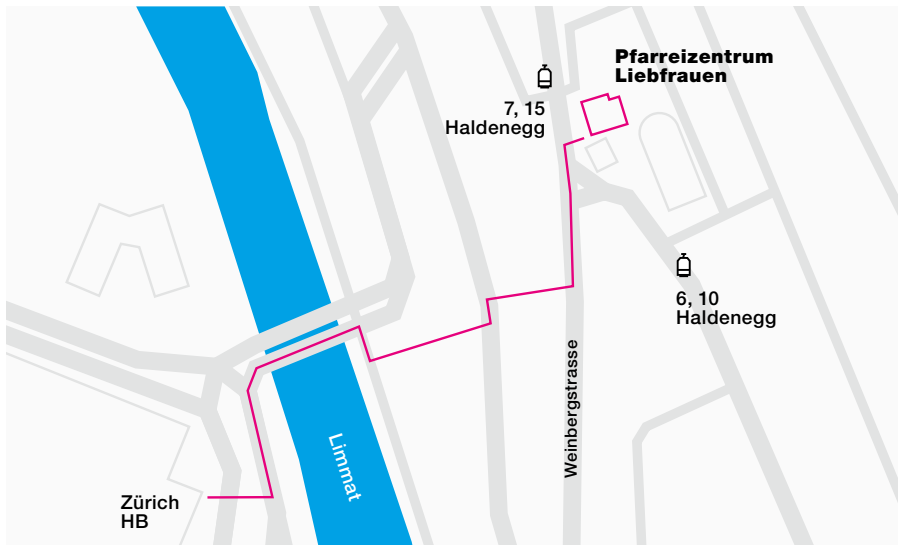 Pfarreizentrum
Liebfrauen
7, 15
Haldenegg
6, 10
Haldenegg
Weinbergstrasse
Limmat
Zürich
HB